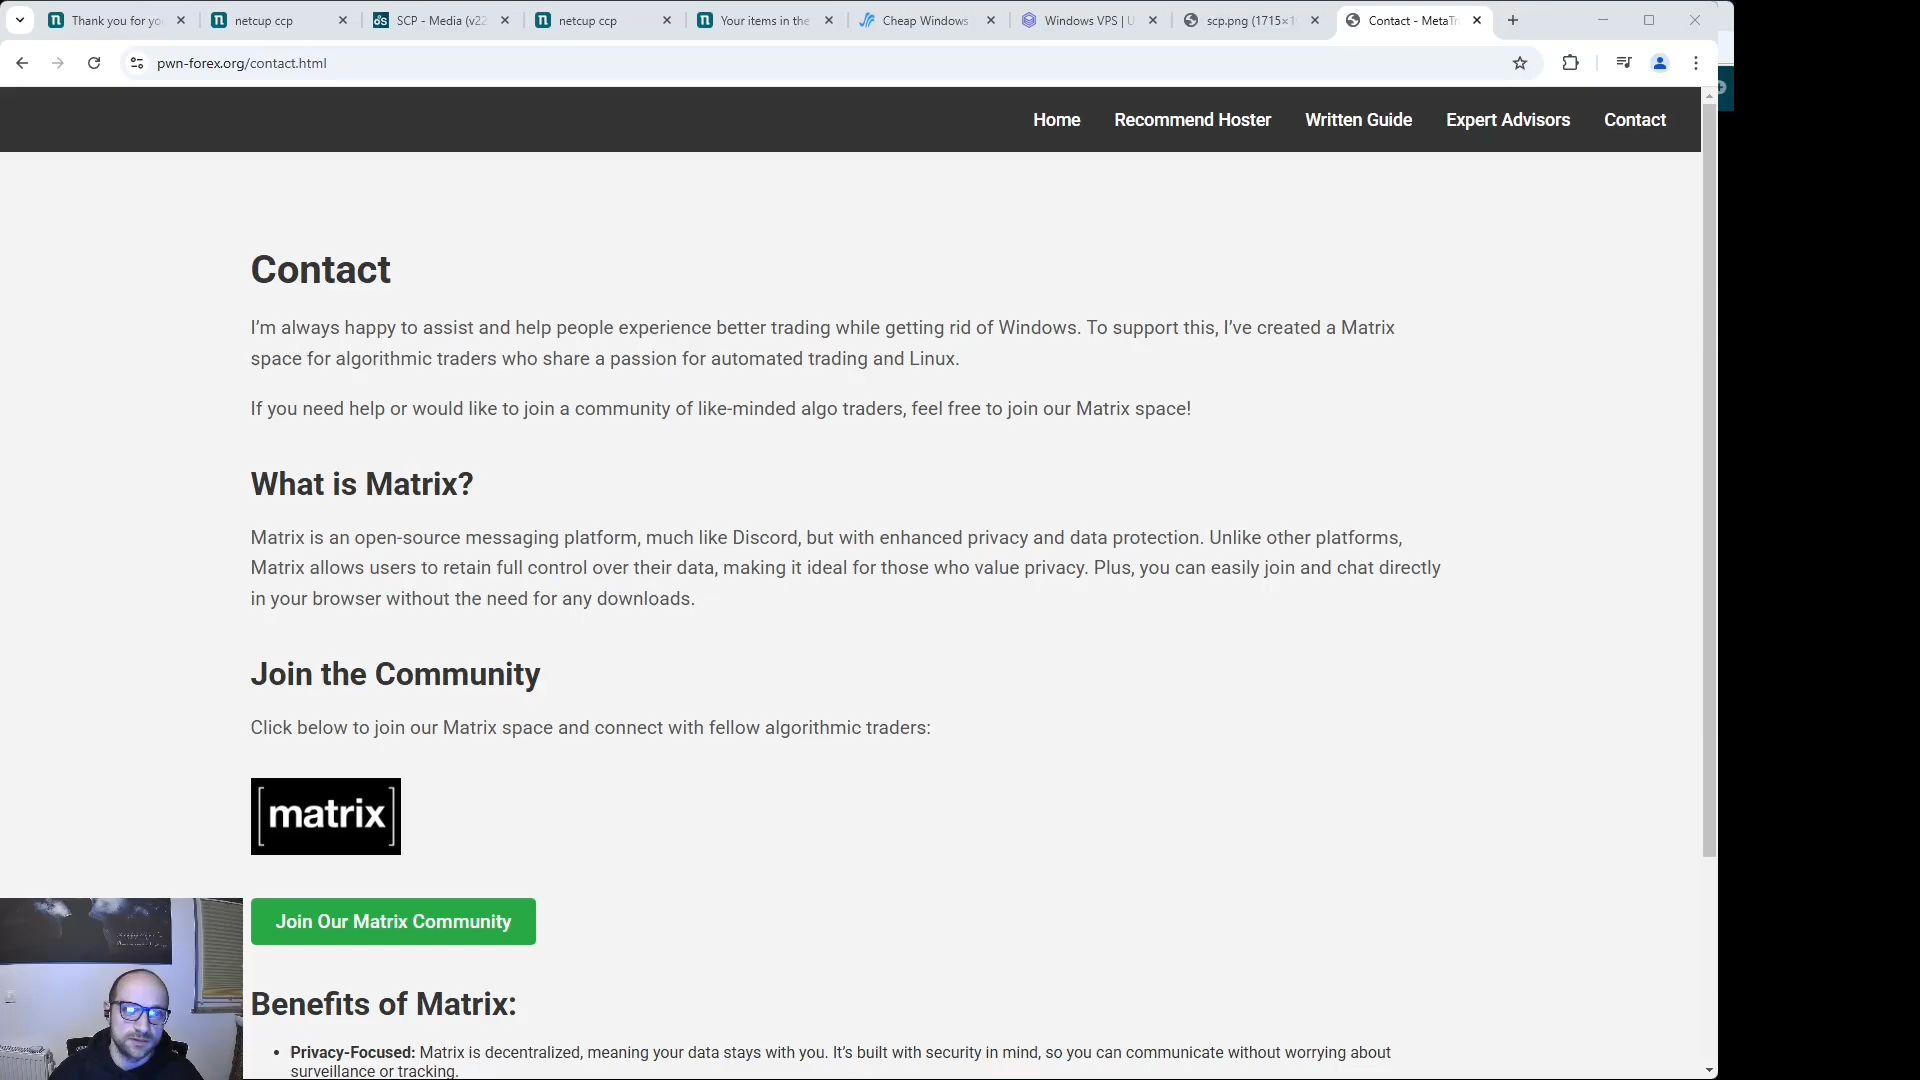 Thank you for yo
netcup ccp
SCP - Media (v22
netcup ccp
Your items in the
Cheap Windows
Windows VPS | U
scp.png (1715×1
Contact - MetaTr
pwn-forex.org/contact.html
Home
Recommend Hoster
Written Guide
Expert Advisors
Contact
Contact
I’m always happy to assist and help people experience better trading while getting rid of Windows. To support this, I’ve created a Matrix
space for algorithmic traders who share a passion for automated trading and Linux.
If you need help or would like to join a community of like-minded algo traders, feel free to join our Matrix space!
What is Matrix?
Matrix is an open-source messaging platform, much like Discord, but with enhanced privacy and data protection. Unlike other platforms,
Matrix allows users to retain full control over their data, making it ideal for those who value privacy. Plus, you can easily join and chat directly
in your browser without the need for any downloads.
Join the Community
Click below to join our Matrix space and connect with fellow algorithmic traders:
[matrix]
Join Our Matrix Community
Benefits of Matrix:
• Privacy-Focused: Matrix is decentralized, meaning your data stays with you. It’s built with security in mind, so you can communicate without worrying about
surveillance or tracking.